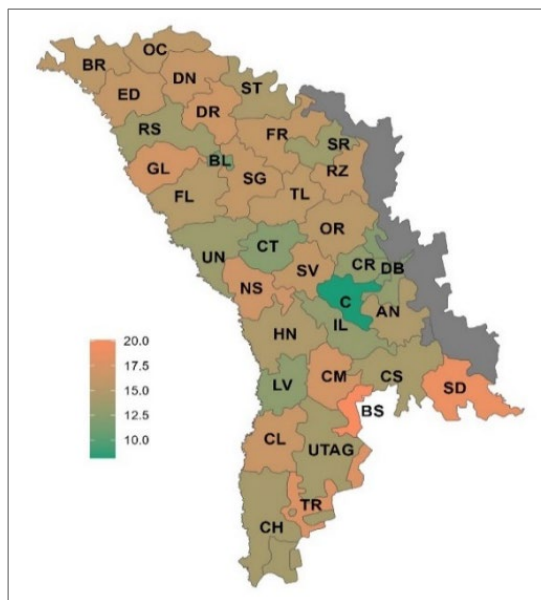 OC
BR
DN
ED
ST
DR
RS
FR
SR
BL
GL
RZ
SG
FL
TL
OR
CT
UN
CR
DB
SV
NS
C
AN
IL
HN
20.0
17.5
15.0
12.5
10.0
LV
CM
CS
SD
BS
CL
UTAG
TR
CH